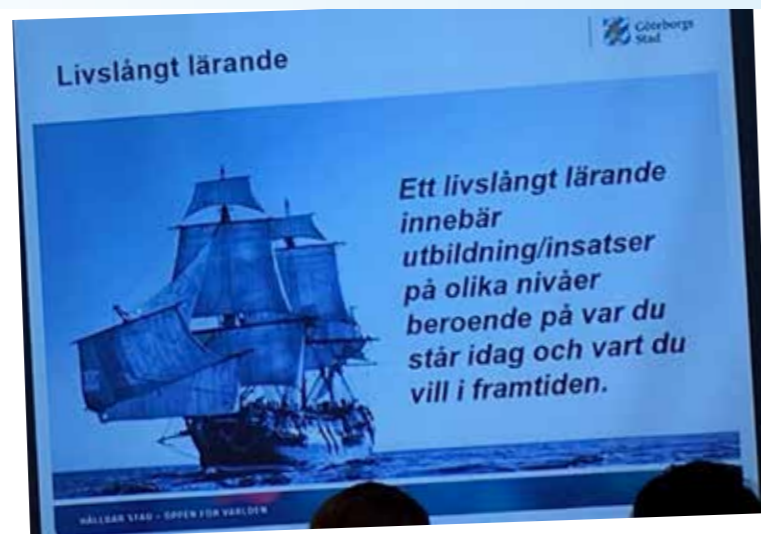 Livslångt lärande
Göteborgs
Stad
Ett livslångt lärande
innebär
utbildning/insatser
på olika nivåer
beroende på var du
står idag och vart du
vill i framtiden.
HÅLLBAR STAD – ÖPPEN FÖR VÄRLDEN